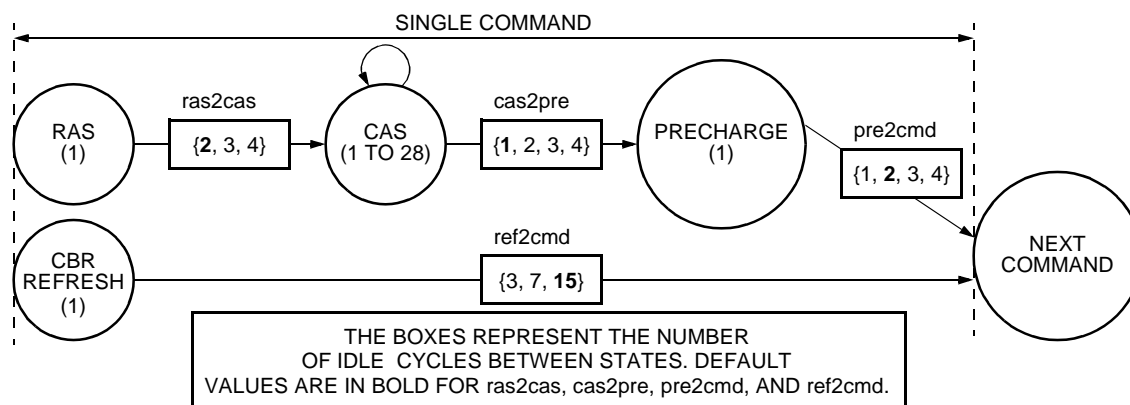 SINGLE COMMAND
ras2cas
cas2pre
pre2cmd
RAS
(1)
{2, 3, 4}
CAS
(1 TO 28)
{1, 2, 3, 4}
PRECHARGE
(1)
{1, 2, 3, 4}
ref2cmd
CBR
REFRESH
(1)
{3, 7, 15}
NEXT
COMMAND
THE BOXES REPRESENT THE NUMBER
OF IDLE CYCLES BETWEEN STATES. DEFAULT
VALUES ARE IN BOLD FOR ras2cas, cas2pre, pre2cmd, AND ref2cmd.